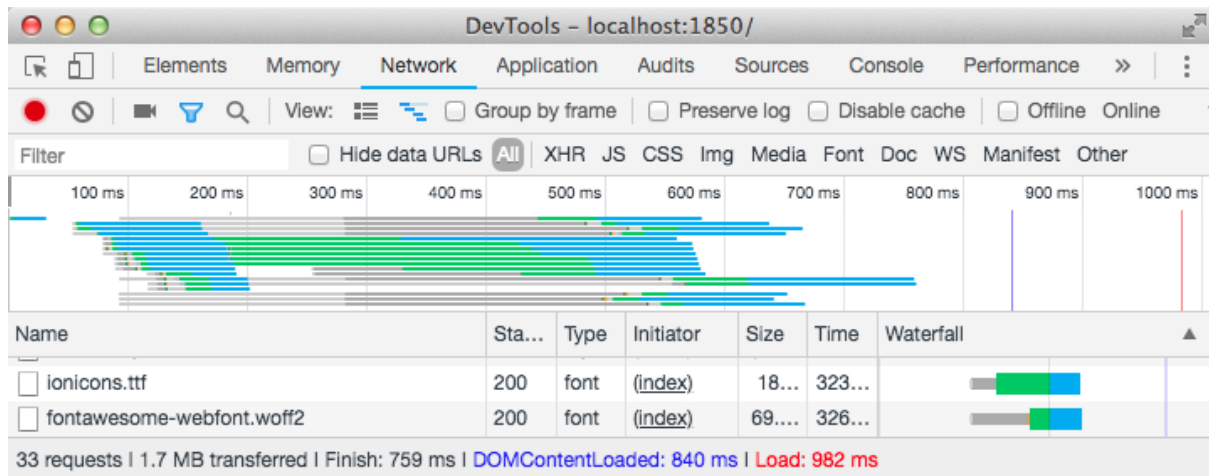 DevTools – localhost:1850/
Elements Memory Network Application Audits Sources Console Performance »
View: Group by frame Preserve log Disable cache Offline Online
Filter Hide data URLs All XHR JS CSS Img Media Font Doc WS Manifest Other
100 ms 200 ms 300 ms 400 ms 500 ms 600 ms 700 ms 800 ms 900 ms 1000 ms
Name Sta... Type Initiator Size Time Waterfall
ionicons.ttf 200 font (index) 18... 323...
fontawesome-webfont.woff2 200 font (index) 69.... 326...
33 requests | 1.7 MB transferred | Finish: 759 ms | DOMContentLoaded: 840 ms | Load: 982 ms